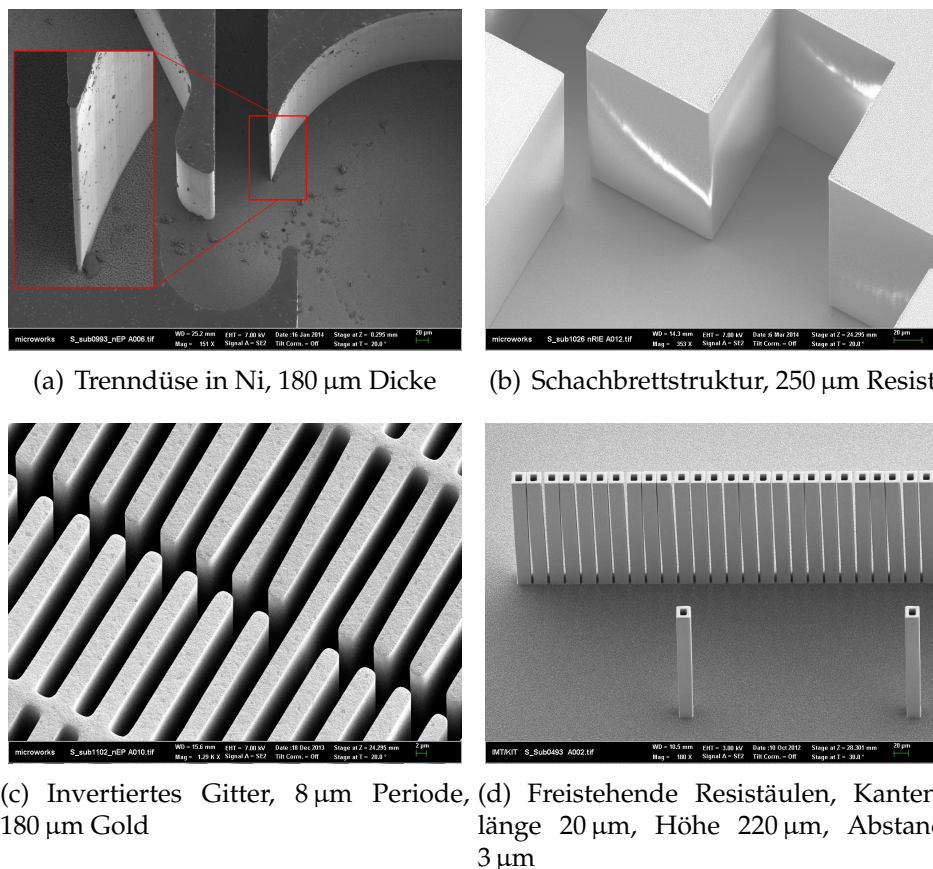 microworks S_sub0993_nEP A006.tif WD = 25.2 mm EHT = 7.00 kV Date :16 Jan 2014 Stage at Z = 0.295 mm 20 µm
Mag = 151 X Signal A = SE2 Tilt Corrn. = Off Stage at T = 20.0 °
microworks S_sub1026 nRIE A012.tif WD = 14.3 mm EHT = 7.00 kV Date :6 Mar 2014 Stage at Z = 24.295 mm 20 µm
Mag = 353 X Signal A = SE2 Tilt Corrn. = Off Stage at T = 20.0 °
(a) Trenndüse in Ni, 180 µm Dicke
(b) Schachbrettstruktur, 250 µm Resist
microworks S_sub1102_nEP A010.tif WD = 15.6 mm EHT = 7.00 kV Date :18 Dec 2013 Stage at Z = 24.295 mm 2 µm
Mag = 1.29 K X Signal A = SE2 Tilt Corrn. = Off Stage at T = 20.0 °
IMT/KIT S_Sub0493 A002.tif WD = 10.5 mm EHT = 3.00 kV Date :10 Oct 2012 Stage at Z = 28.301 mm 20 µm
Mag = 180 X Signal A = SE2 Tilt Corrn. = Off Stage at T = 30.0 °
(c) Invertiertes Gitter, 8 µm Periode,
180 µm Gold
(d) Freistehende Resistäulen, Kanten
länge 20 µm, Höhe 220 µm, Abstand
3 µm